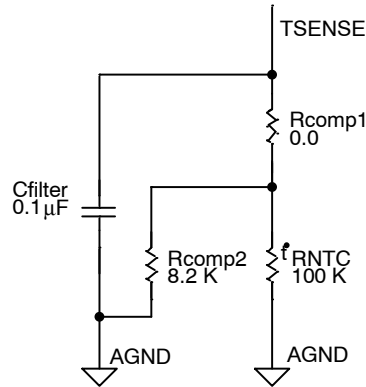 TSENSE
Rcomp1
0.0
Cfilter
0.1µF
Rcomp2
8.2 K
t°
RNTC
100 K
AGND
AGND